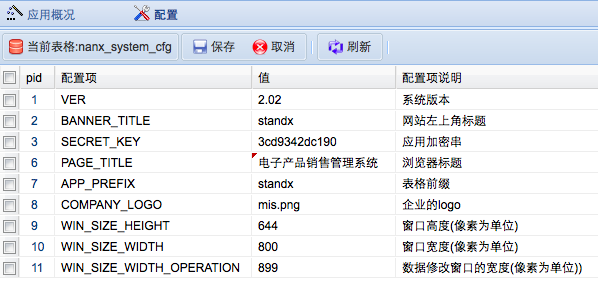 应用概况 配置
当前表格:nanx_system_cfg 保存 取消 刷新
pid 配置项 值 配置项说明
1 VER 2.02 系统版本
2 BANNER_TITLE standx 网站左上角标题
3 SECRET_KEY 3cd9342dc190 应用加密串
6 PAGE_TITLE 电子产品销售管理系统 浏览器标题
7 APP_PREFIX standx 表格前缀
8 COMPANY_LOGO mis.png 企业的logo
9 WIN_SIZE_HEIGHT 644 窗口高度(像素为单位)
10 WIN_SIZE_WIDTH 800 窗口宽度(像素为单位)
11 WIN_SIZE_WIDTH_OPERATION 899 数据修改窗口的宽度(像素为单位))